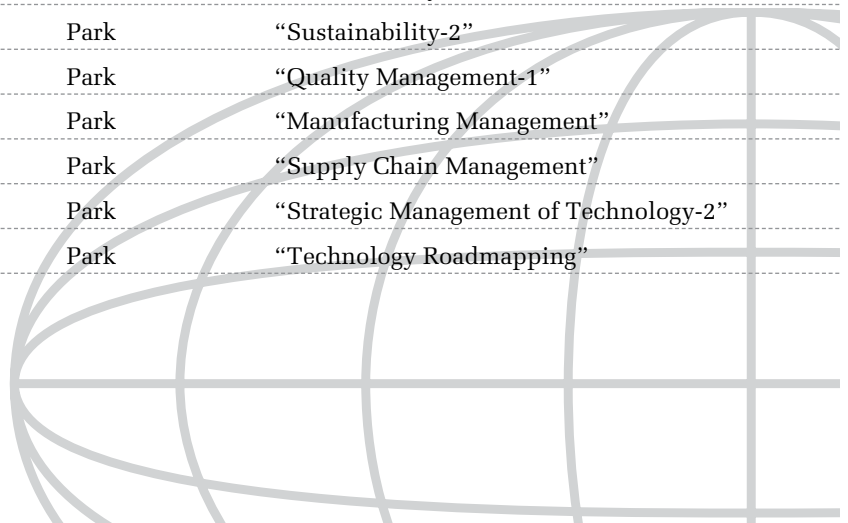 Park “Sustainability-2”
Park “Quality Management-1”
Park “Manufacturing Management”
Park “Supply Chain Management”
Park “Strategic Management of Technology-2”
Park “Technology Roadmapping”